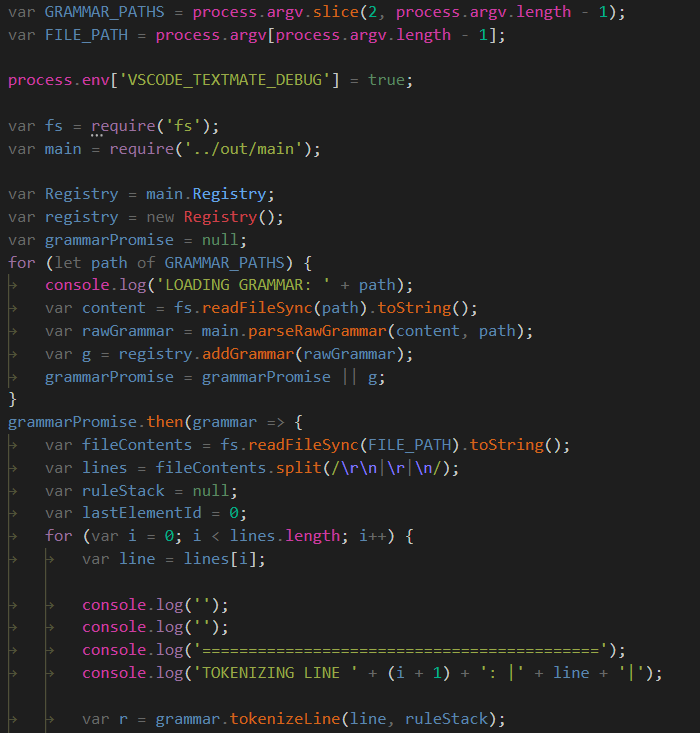 var GRAMMAR_PATHS = process.argv.slice(2, process.argv.length - 1);
var FILE_PATH = process.argv[process.argv.length - 1];

process.env['VSCODE_TEXTMATE_DEBUG'] = true;

var fs = require('fs');
var main = require('../out/main');

var Registry = main.Registry;
var registry = new Registry();
var grammarPromise = null;
for (let path of GRAMMAR_PATHS) {
→ console.log('LOADING GRAMMAR: ' + path);
→ var content = fs.readFileSync(path).toString();
→ var rawGrammar = main.parseRawGrammar(content, path);
→ var g = registry.addGrammar(rawGrammar);
→ grammarPromise = grammarPromise || g;
}
grammarPromise.then(grammar => {
→ var fileContents = fs.readFileSync(FILE_PATH).toString();
→ var lines = fileContents.split(/\r\n|\r|\n/);
→ var ruleStack = null;
→ var lastElementId = 0;
→ for (var i = 0; i < lines.length; i++) {
→ → var line = lines[i];

→ → console.log('');
→ → console.log('');
→ → console.log('===========================================');
→ → console.log('TOKENIZING LINE ' + (i + 1) + ': |' + line + '|');

→ → var r = grammar.tokenizeLine(line, ruleStack);